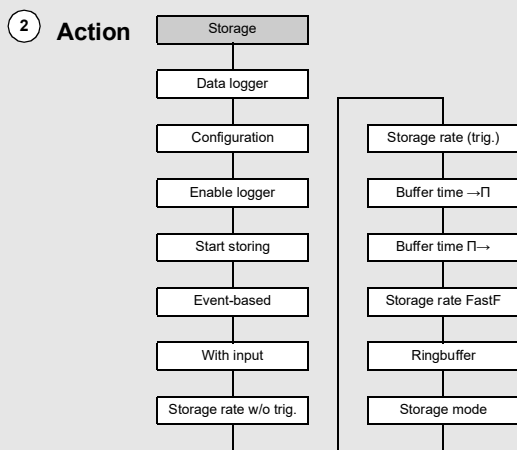 2 Action
Storage
Data logger
Configuration
Enable logger
Start storing
Event-based
With input
Storage rate w/o trig.
Storage rate (trig.)
Buffer time →Π
Buffer time Π→
Storage rate FastF
Ringbuffer
Storage mode